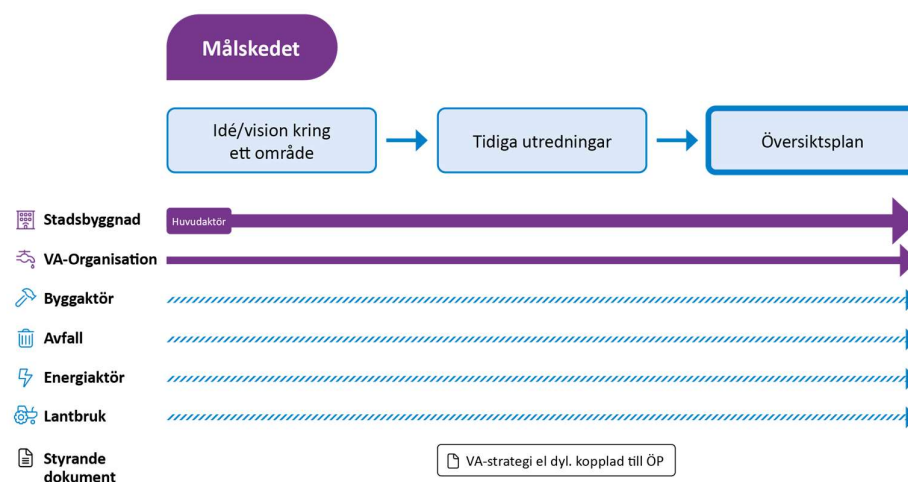 Målskedet
Idé/vision kring
ett område
Tidiga utredningar
Översiktsplan
Stadsbyggnad
Huvudaktör
VA-Organisation
Byggaktör
Avfall
Energiaktör
Lantbruk
Styrande
dokument
VA-strategi el dyl. kopplad till ÖP